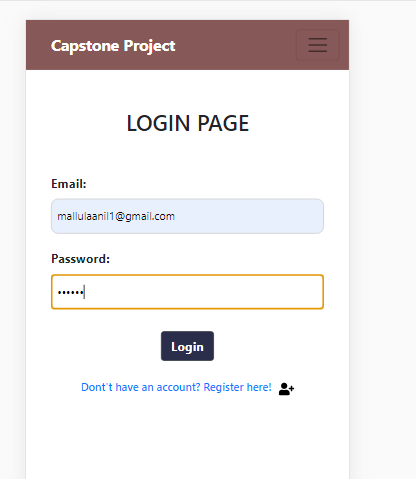 Capstone Project
LOGIN PAGE
Email:
mallulaanil1@gmail.com
Password:
••••••
Login
Dont't have an account? Register here!